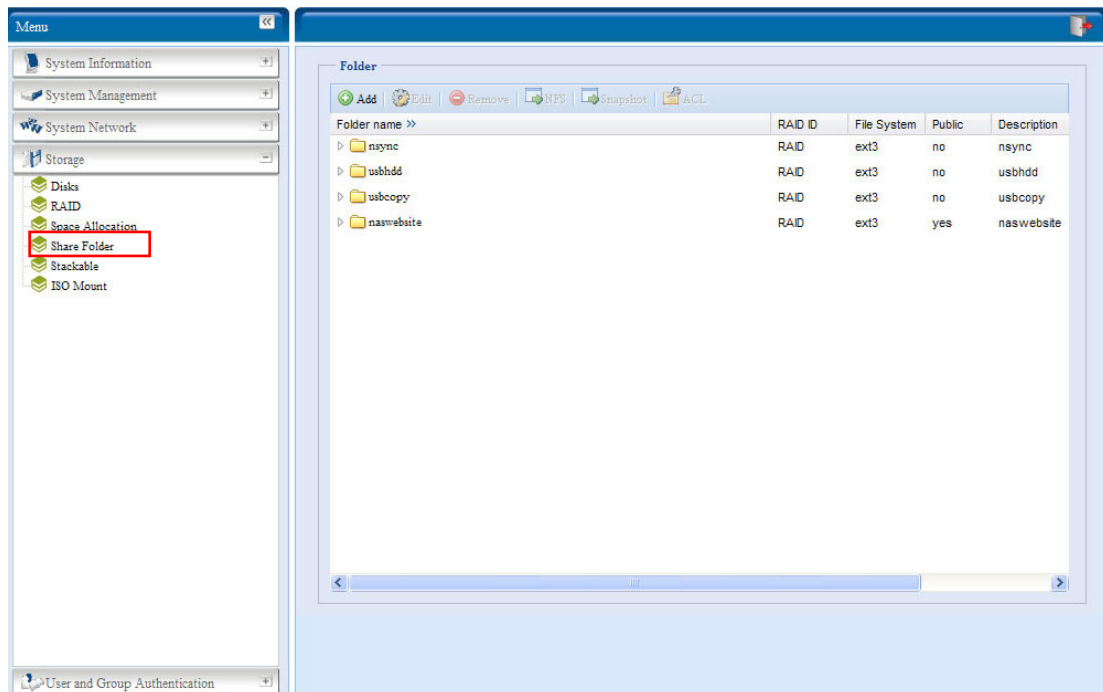 Menu
System Information
System Management
System Network
Storage
Disks
RAID
Space Allocation
Share Folder
Stackable
ISO Mount
User and Group Authentication
Folder
Add Edit Remove NFS Snapshot ACL
Folder name >> RAID ID File System Public Description
nsync RAID ext3 no nsync
usbhdd RAID ext3 no usbhdd
usbcopy RAID ext3 no usbcopy
naswebsite RAID ext3 yes naswebsite